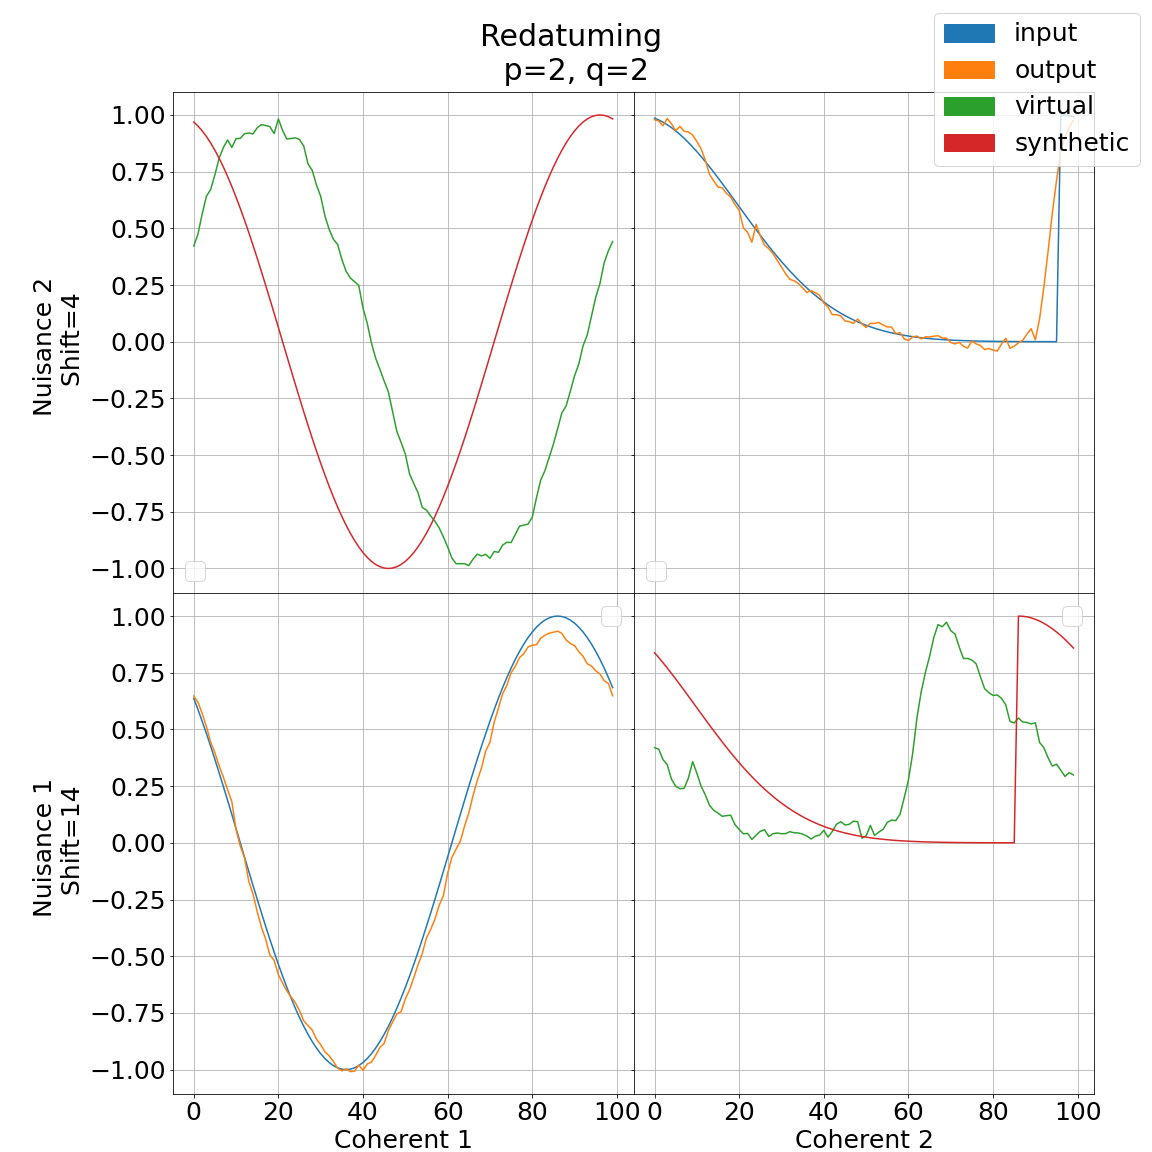 Redatuming
p=2, q=2
input
output
virtual
synthetic
Nuisance 2
Shift=4
1.00
0.75
0.50
0.25
0.00
−0.25
−0.50
−0.75
−1.00
Nuisance 1
Shift=14
1.00
0.75
0.50
0.25
0.00
−0.25
−0.50
−0.75
−1.00
0 20 40 60 80 100 0 20 40 60 80 100
Coherent 1 Coherent 2